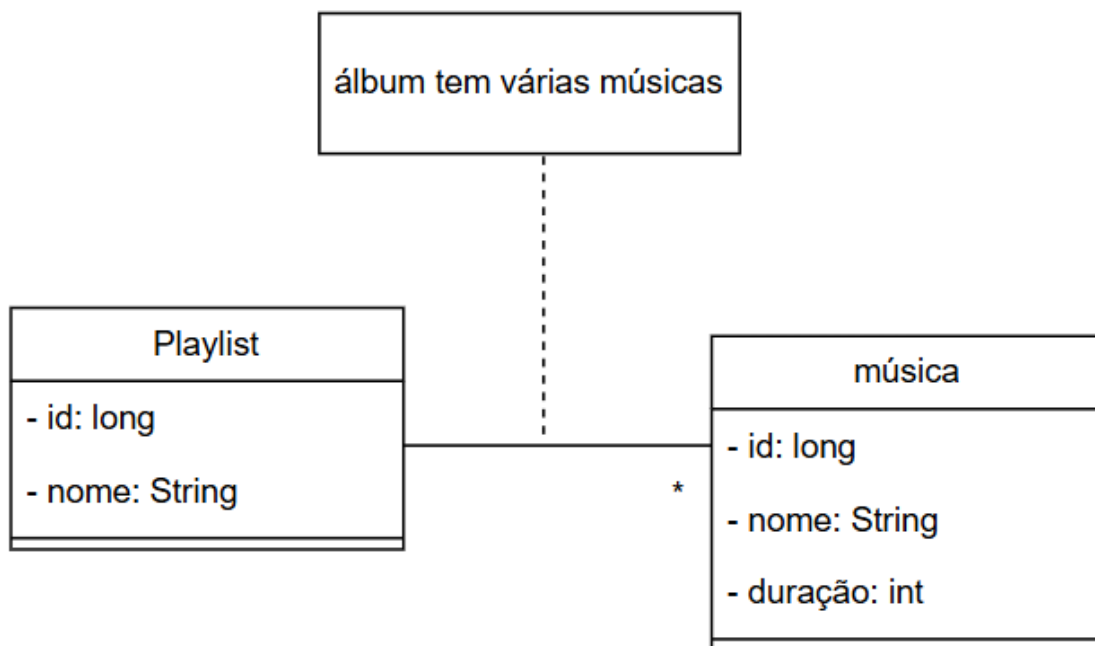 álbum tem várias músicas
Playlist
- id: long
- nome: String
*
música
- id: long
- nome: String
- duração: int